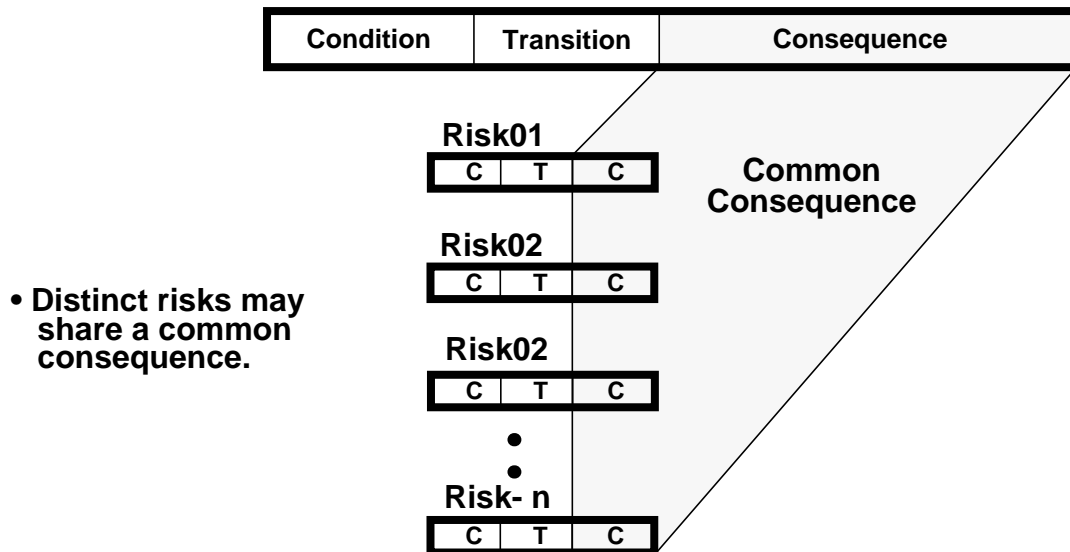 Condition Transition Consequence
Risk01
C T C
Common
Consequence
Risk02
C T C
• Distinct risks may
share a common
consequence.
Risk02
C T C
Risk- n
C T C